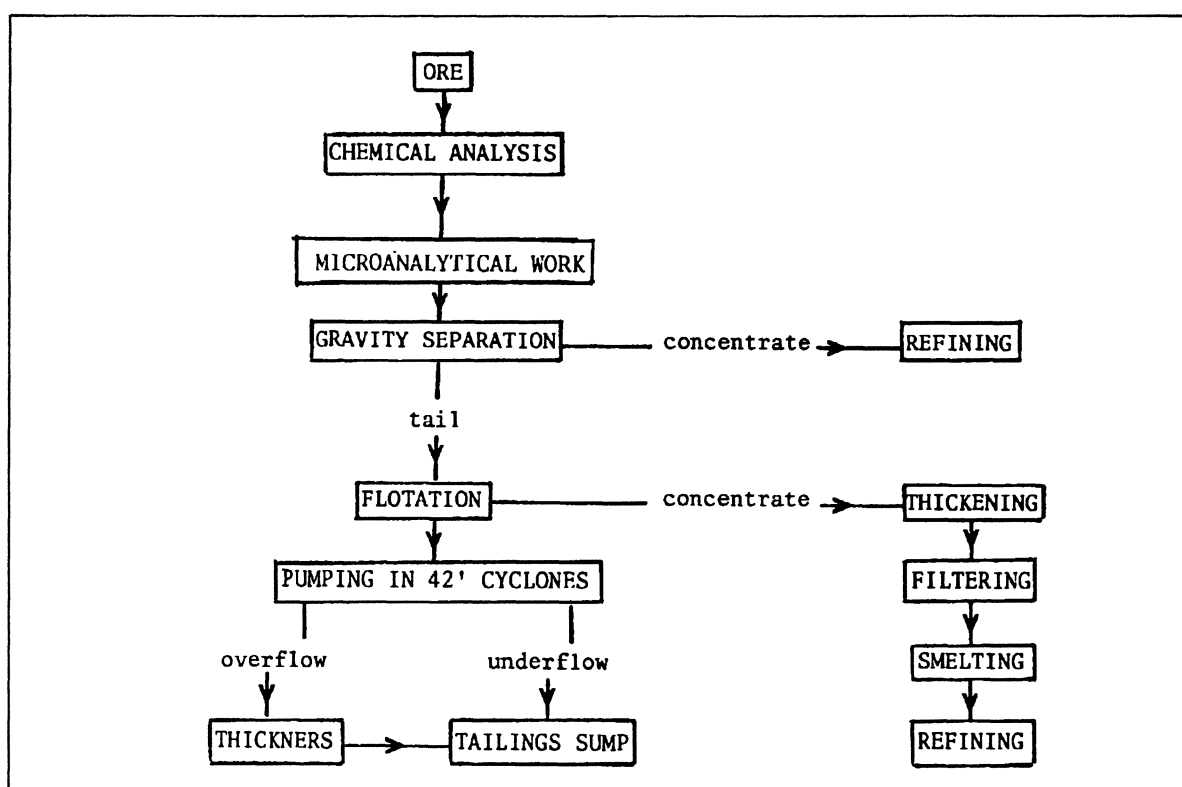 ORE
CHEMICAL ANALYSIS
MICROANALYTICAL WORK
GRAVITY SEPARATION
concentrate
REFINING
tail
FLOTATION
concentrate
THICKENING
PUMPING IN 42' CYCLONES
FILTERING
overflow
underflow
SMELTING
THICKNERS
TAILINGS SUMP
REFINING